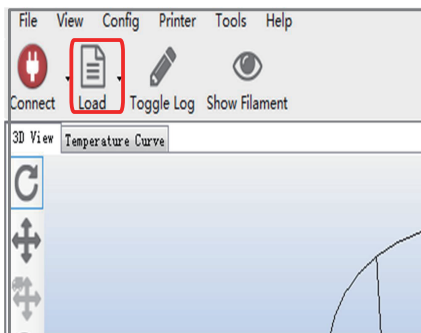 File View Config Printer Tools Help
Connect Load Toggle Log Show Filament
3D View Temperature Curve